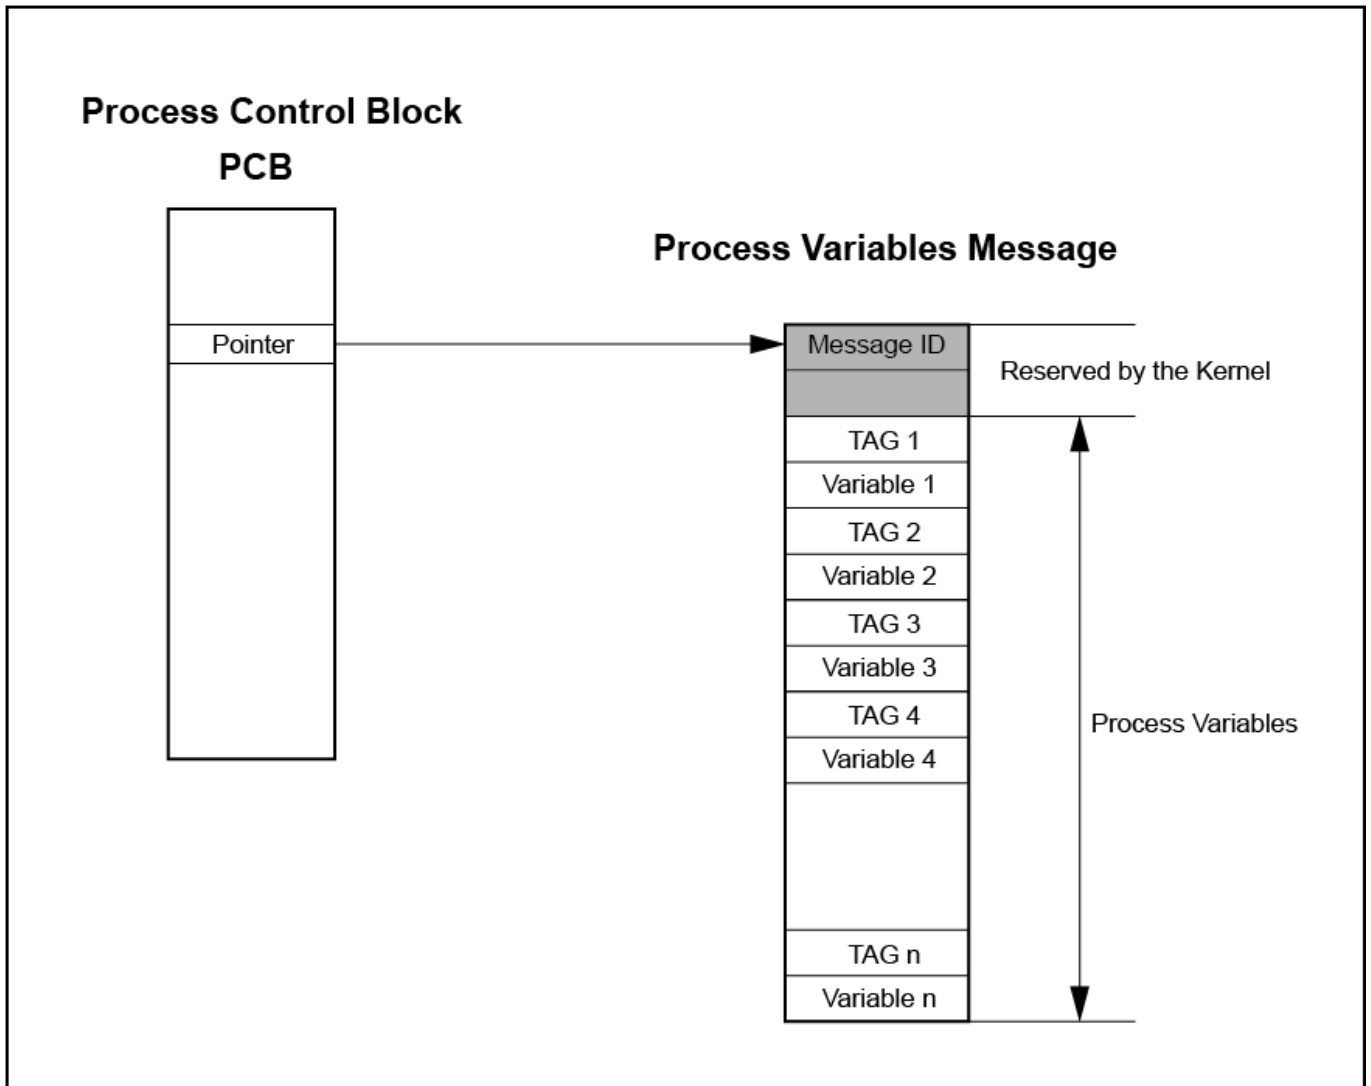 Process Control Block
PCB
Pointer
Process Variables Message
Message ID
Reserved by the Kernel
TAG 1
Variable 1
TAG 2
Variable 2
TAG 3
Variable 3
TAG 4
Variable 4
Process Variables
TAG n
Variable n